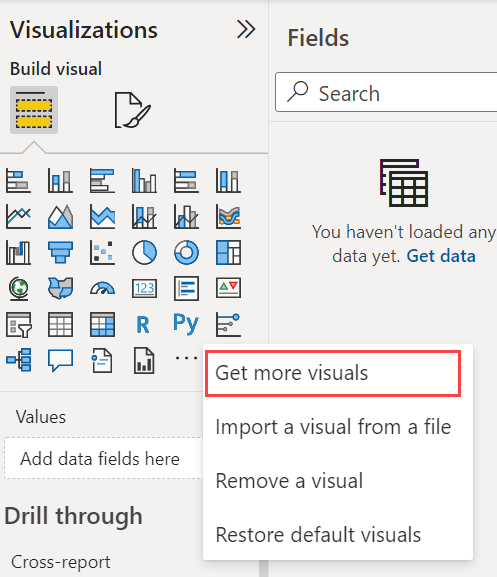 Visualizations
»
Build visual
Fields
Search
You haven't loaded any
data yet. Get data
123
R
Py
...
Get more visuals
Import a visual from a file
Remove a visual
Restore default visuals
Values
Add data fields here
Drill through
Cross-report